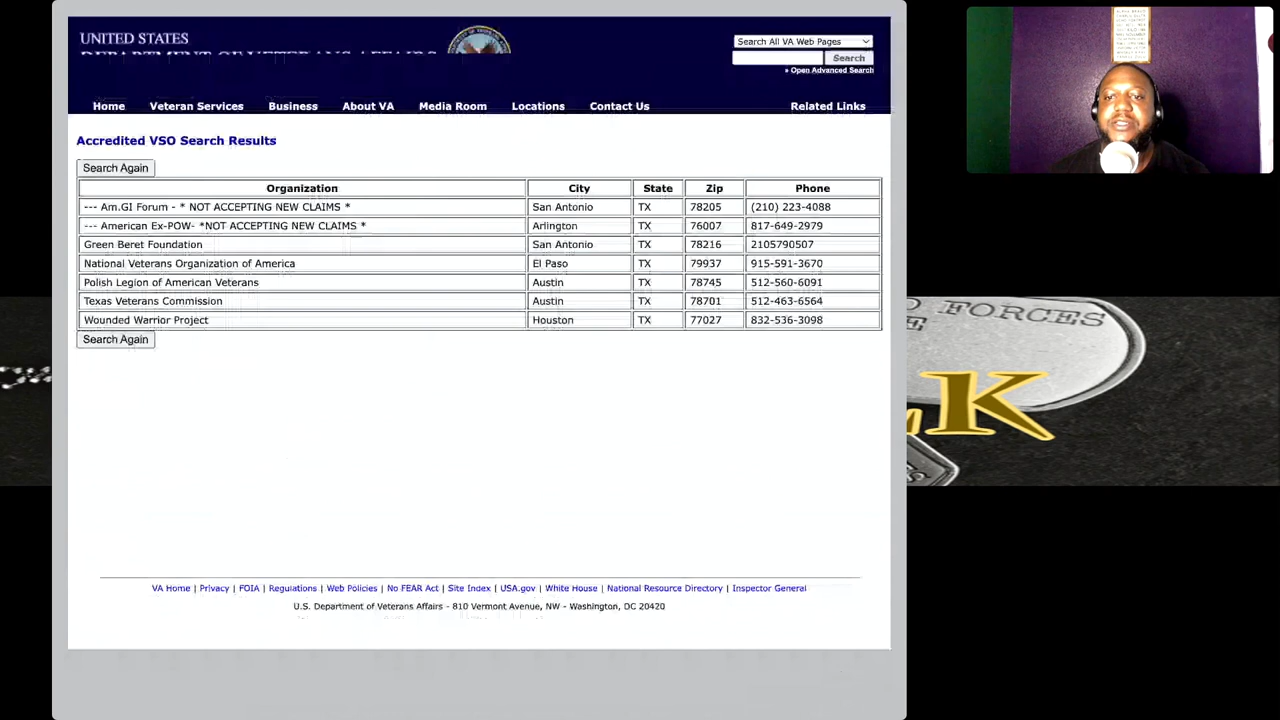 UNITED STATES
DEPARTMENT OF VETERANS AFFAIRS
Search All VA Web Pages
Search
» Open Advanced Search
Home Veteran Services Business About VA Media Room Locations Contact Us Related Links
Accredited VSO Search Results
Search Again
Organization City State Zip Phone
--- Am.GI Forum - * NOT ACCEPTING NEW CLAIMS * San Antonio TX 78205 (210) 223-4088
--- American Ex-POW- *NOT ACCEPTING NEW CLAIMS * Arlington TX 76007 817-649-2979
Green Beret Foundation San Antonio TX 78216 2105790507
National Veterans Organization of America El Paso TX 79937 915-591-3670
Polish Legion of American Veterans Austin TX 78745 512-560-6091
Texas Veterans Commission Austin TX 78701 512-463-6564
Wounded Warrior Project Houston TX 77027 832-536-3098
Search Again
FORCES
K
VA Home | Privacy | FOIA | Regulations | Web Policies | No FEAR Act | Site Index | USA.gov | White House | National Resource Directory | Inspector General
U.S. Department of Veterans Affairs - 810 Vermont Avenue, NW - Washington, DC 20420